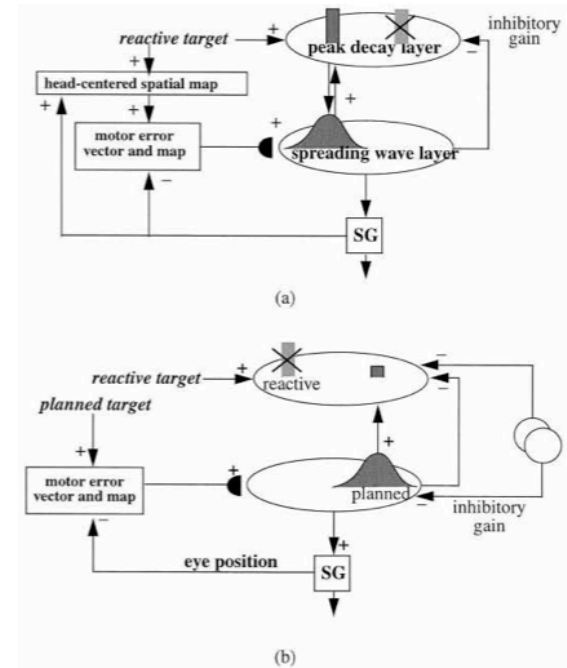 inhibitory
gain
reactive target
+
peak decay layer
−
+
+
head-centered spatial map
+
+
+
+
motor error
vector and map
spreading wave layer
−
SG
(a)
+
−
reactive target
+
reactive
−
planned target
+
+
+
motor error
vector and map
planned
−
inhibitory
gain
−
+
eye position
SG
(b)